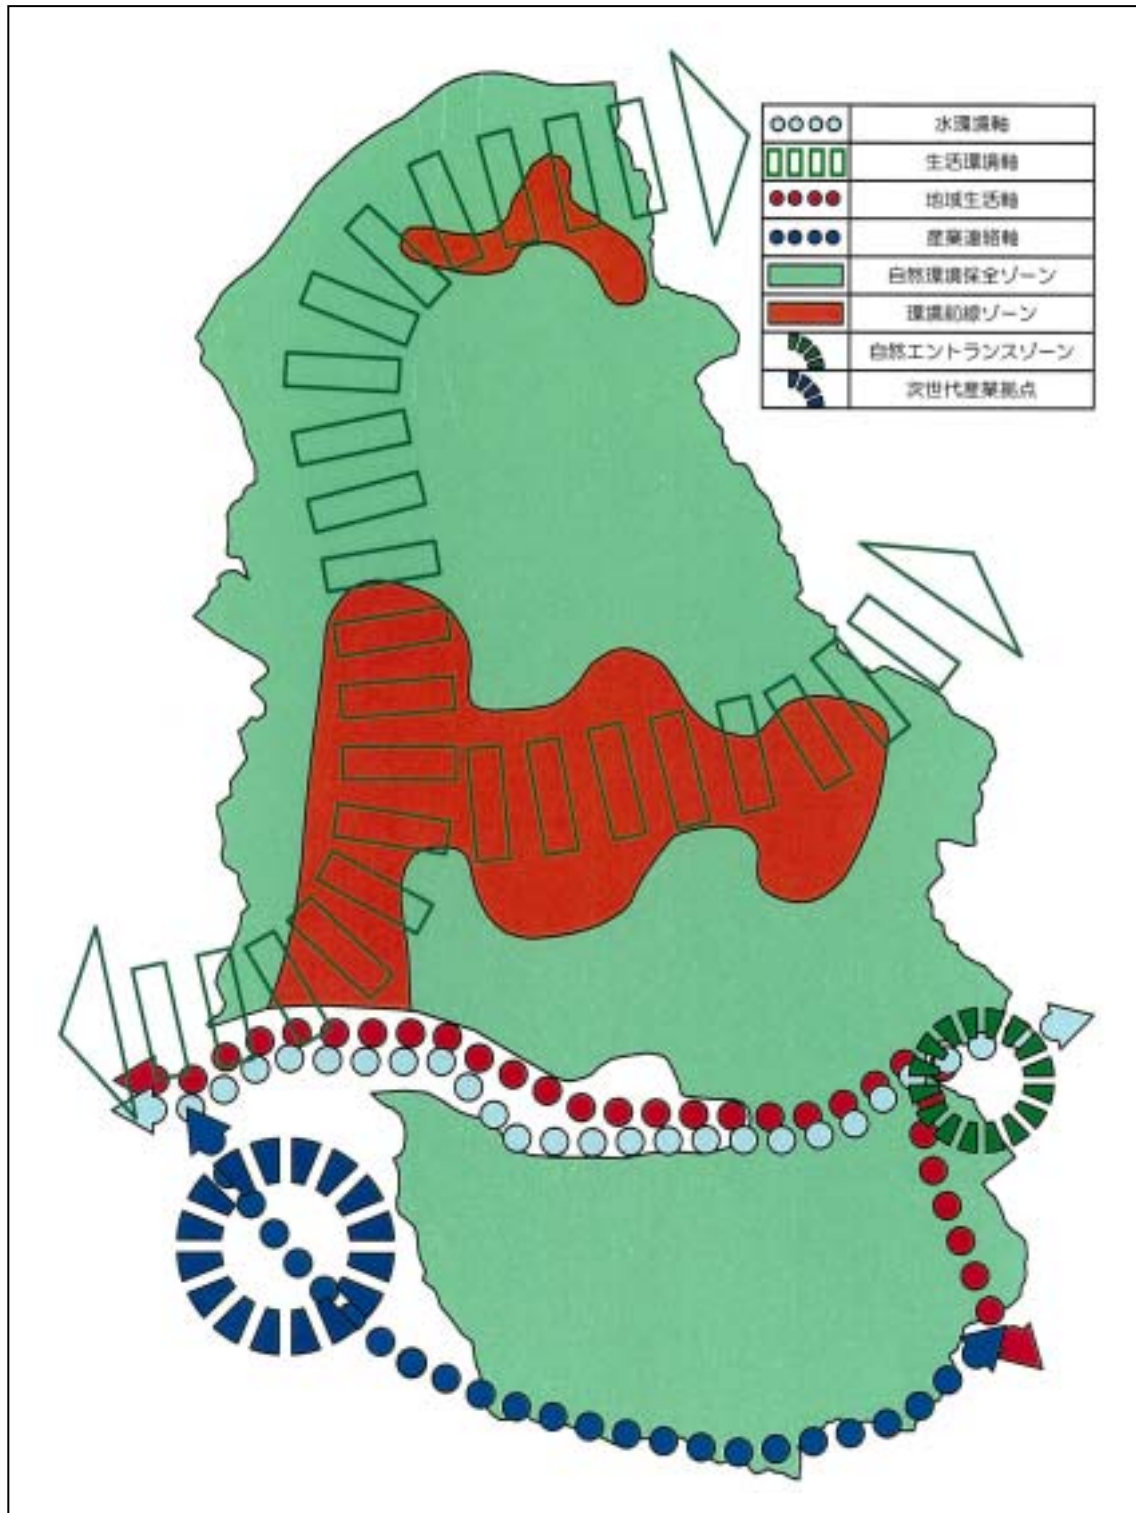 水環境軸
生活環境軸
地域生活軸
産業連絡軸
自然環境保全ゾーン
環境前線ゾーン
自然エントランスゾーン
次世代産業拠点